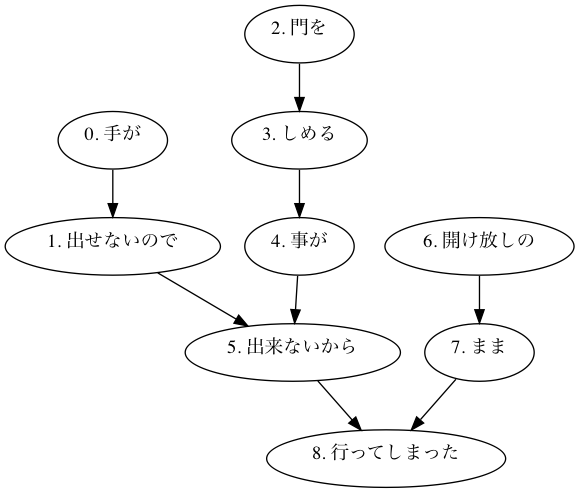 2. 門を
0. 手が
3. しめる
1. 出せないので
4. 事が
6. 開け放しの
5. 出来ないから
7. まま
8. 行ってしまった